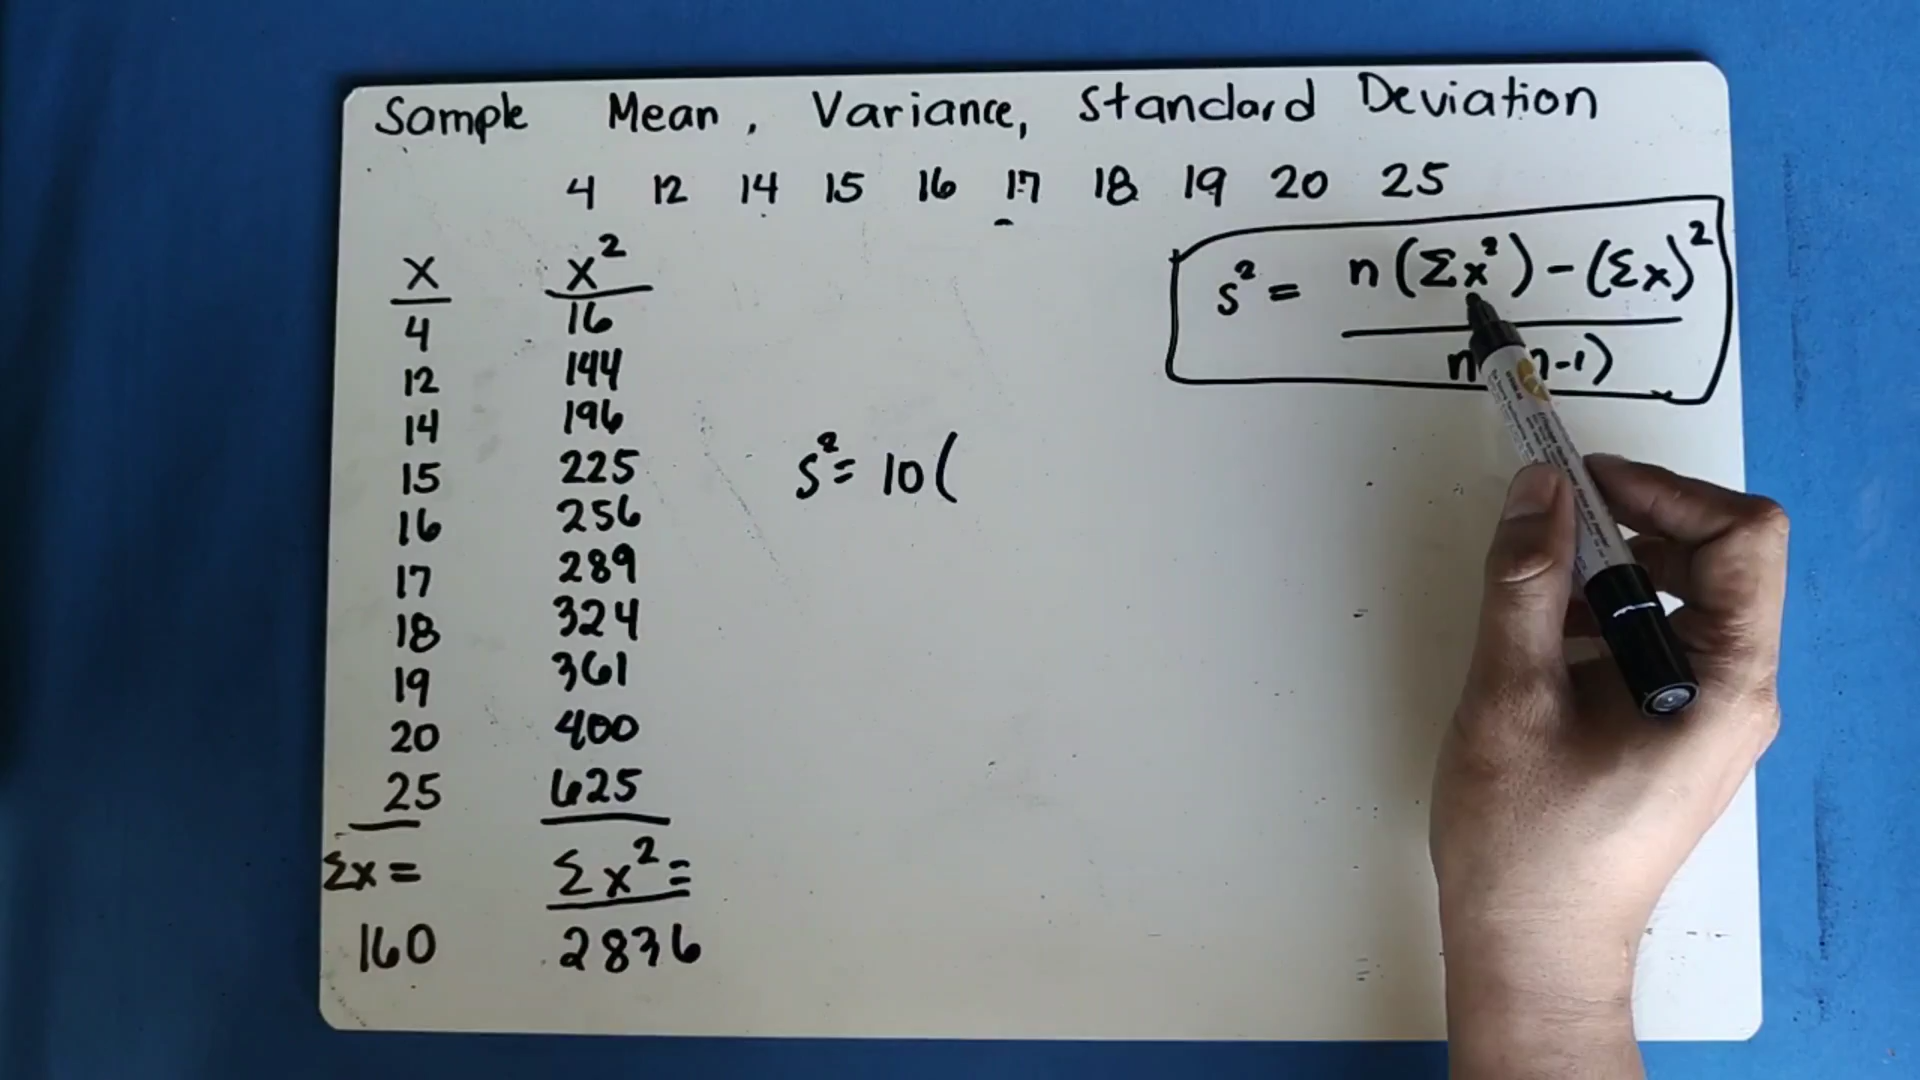 Sample Mean, Variance, Standard Deviation
4 12 14 15 16 17 18 19 20 25
s² = n(Σx²) - (Σx)²
n(n-1)
x x²
4 16
12 144
14 196
15 225
16 256
17 289
18 324
19 361
20 400
25 625
Σx = Σx² =
160 2836
s² = 10(